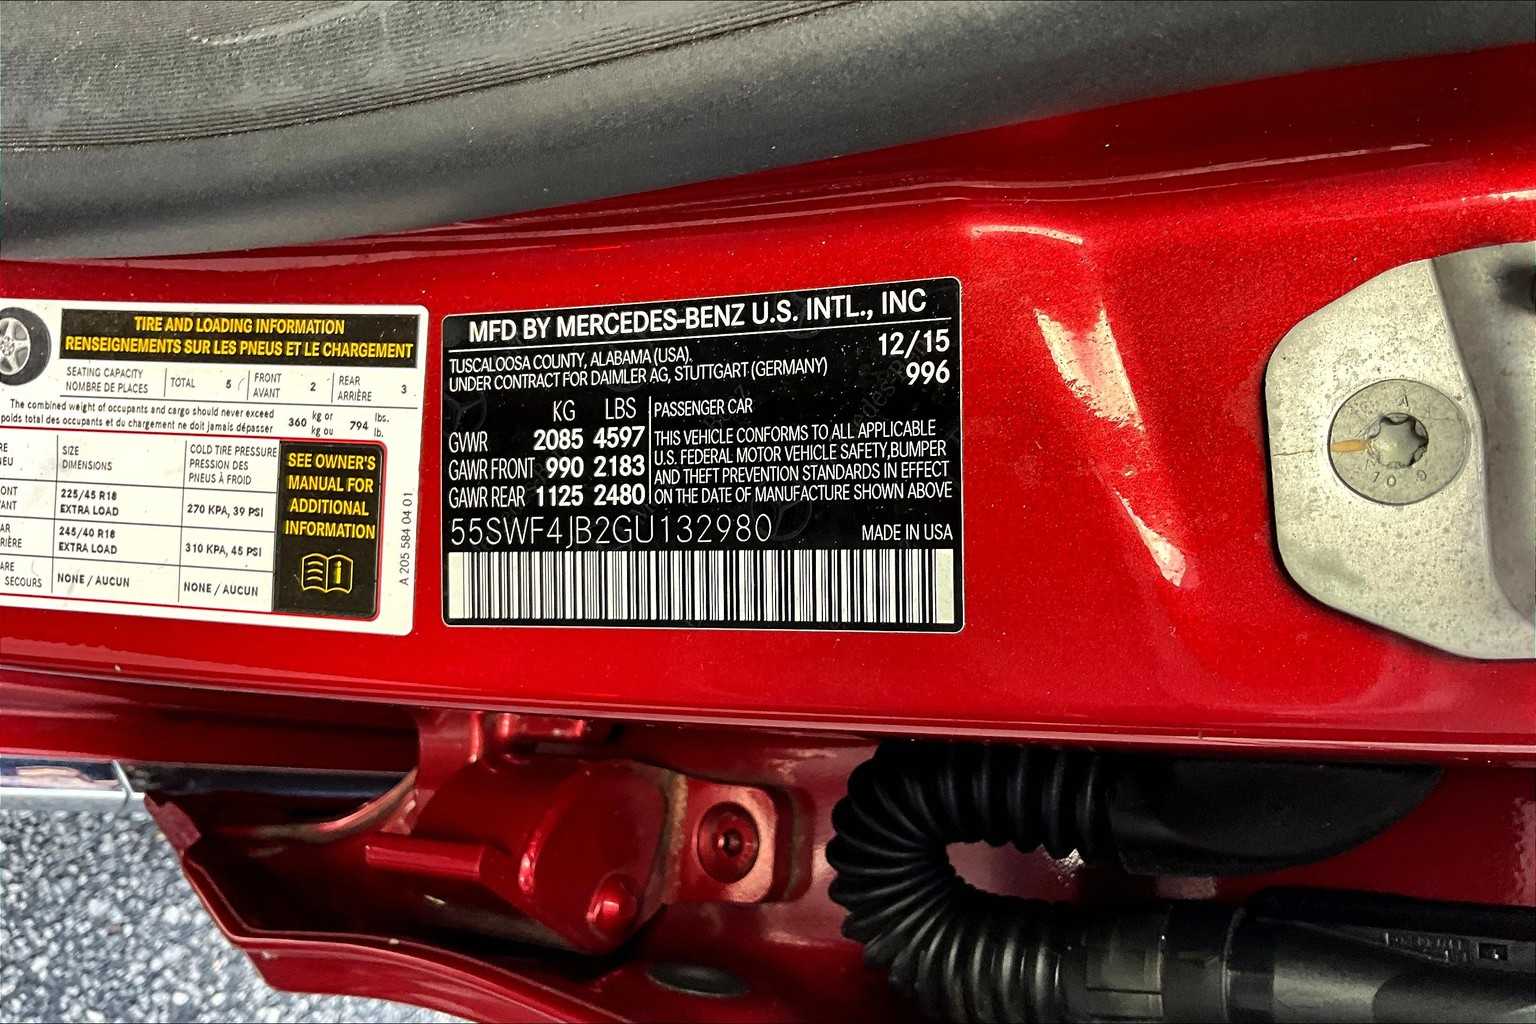 TIRE AND LOADING INFORMATION
RENSEIGNEMENTS SUR LES PNEUS ET LE CHARGEMENT
SEATING CAPACITY
NOMBRE DE PLACES
TOTAL 5
FRONT
AVANT
2
REAR
ARRIÈRE
3
The combined weight of occupants and cargo should never exceed
poids total des occupants et du chargement ne doit jamais dépasser
360 kg or
kg ou
794 lbs.
lb.
SIZE
DIMENSIONS
COLD TIRE PRESSURE
PRESSION DES
PNEUS À FROID
225/45 R18
EXTRA LOAD
270 KPA, 39 PSI
245/40 R18
EXTRA LOAD
310 KPA, 45 PSI
SECOURS
NONE / AUCUN
NONE / AUCUN
SEE OWNER'S
MANUAL FOR
ADDITIONAL
INFORMATION
A 205 584 04 01
MFD BY MERCEDES-BENZ U.S. INTL., INC
TUSCALOOSA COUNTY, ALABAMA (USA).
12/15
UNDER CONTRACT FOR DAIMLER AG, STUTTGART (GERMANY)
996
KG LBS
PASSENGER CAR
GVWR 2085 4597
GAWR FRONT 990 2183
GAWR REAR 1125 2480
THIS VEHICLE CONFORMS TO ALL APPLICABLE
U.S. FEDERAL MOTOR VEHICLE SAFETY,BUMPER
AND THEFT PREVENTION STANDARDS IN EFFECT
ON THE DATE OF MANUFACTURE SHOWN ABOVE
55SWF4JB2GU132980
MADE IN USA
A